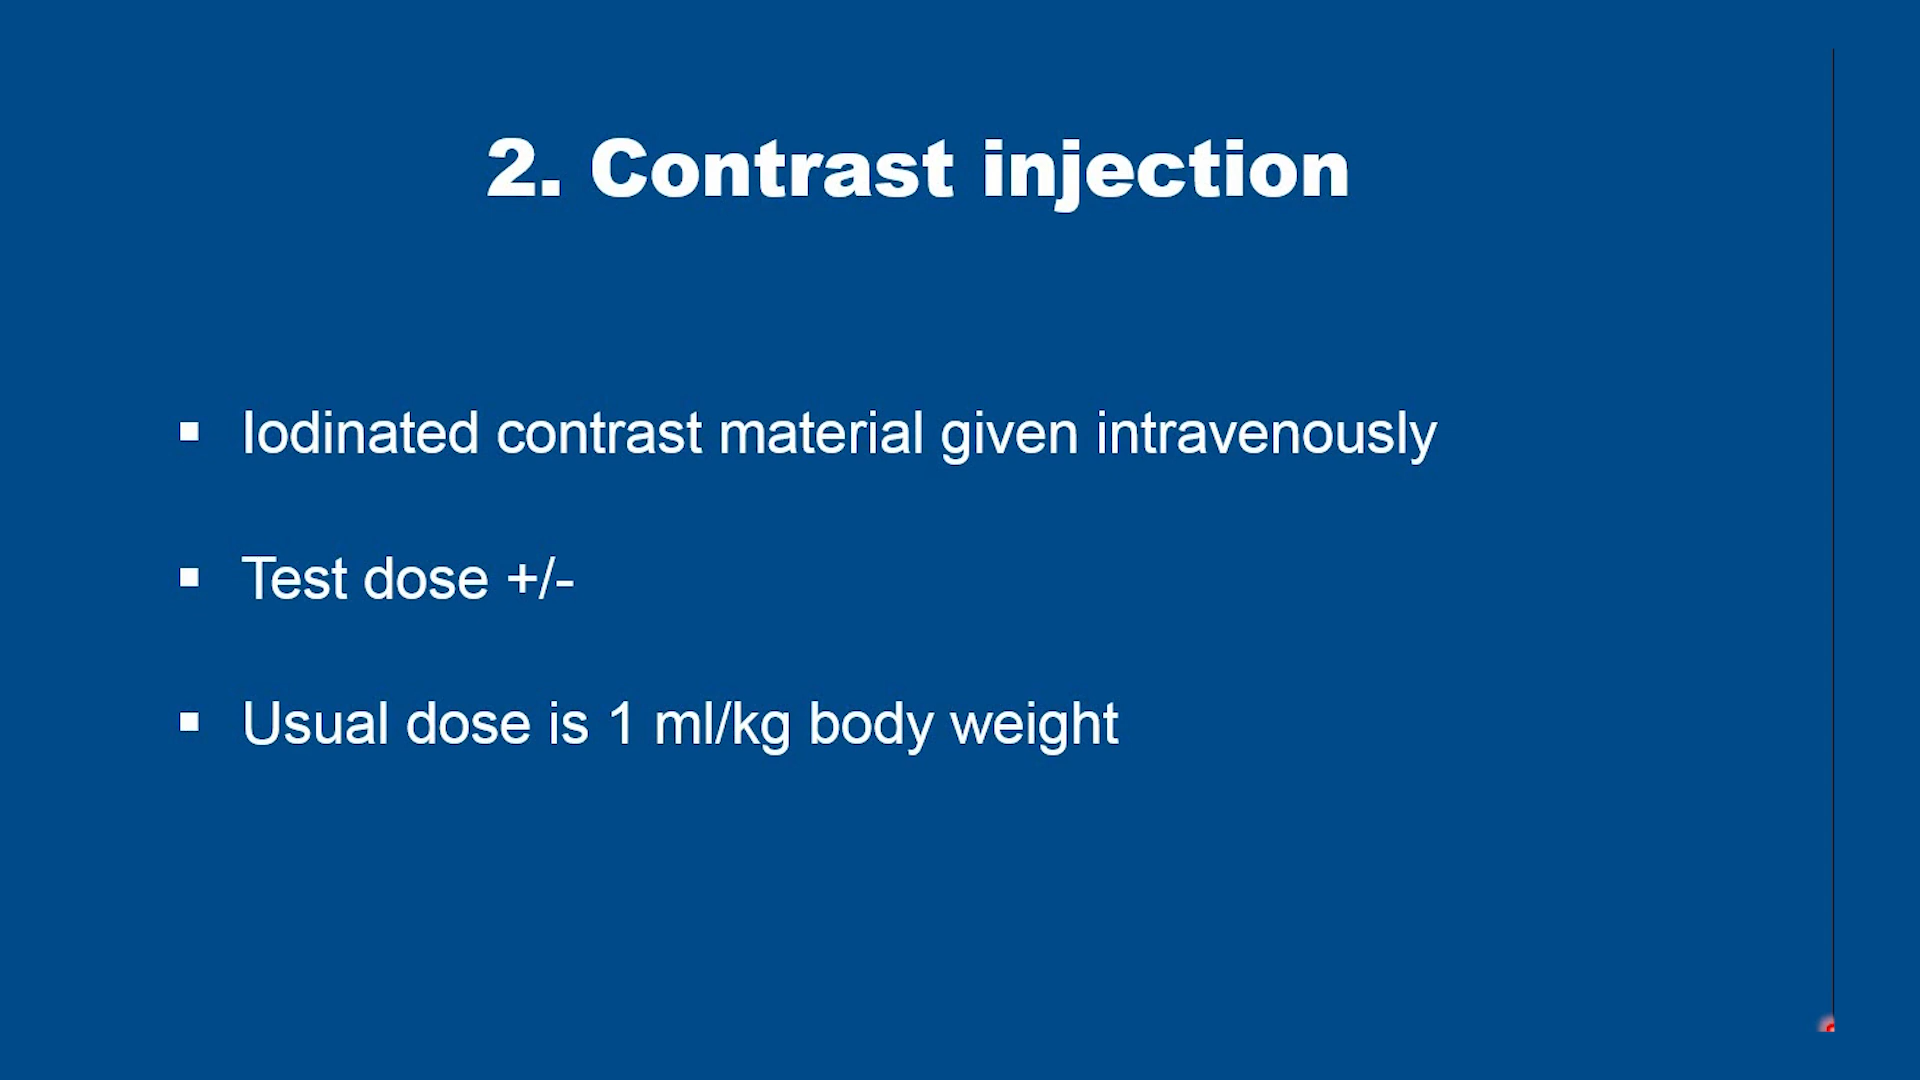 2. Contrast injection
▪ Iodinated contrast material given intravenously
▪ Test dose +/-
▪ Usual dose is 1 ml/kg body weight